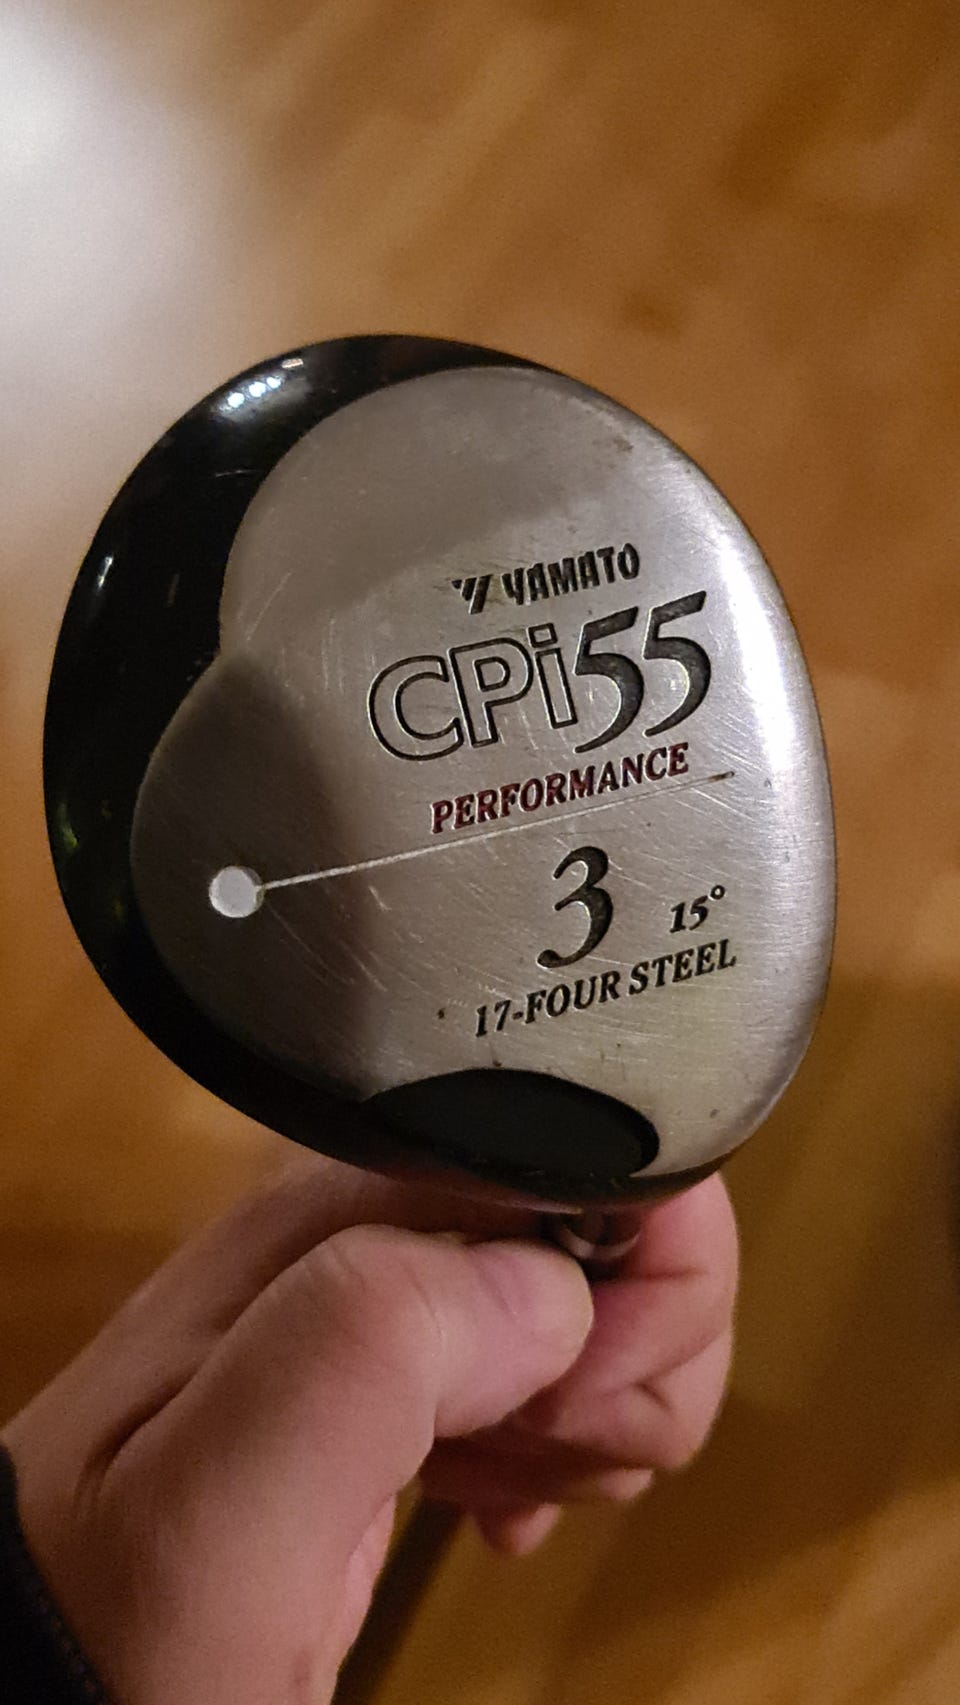 YAMATO
CPi55
PERFORMANCE
3 15°
17-FOUR STEEL